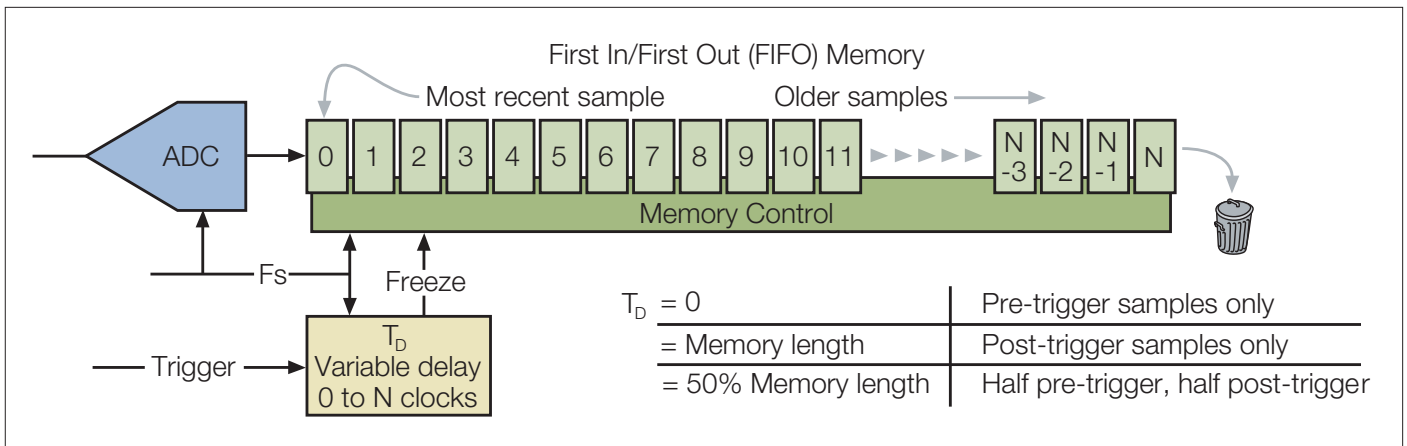 First In/First Out (FIFO) Memory
Most recent sample
Older samples
ADC
0 1 2 3 4 5 6 7 8 9 10 11 N-3 N-2 N-1 N
Memory Control
Fs
Freeze
Trigger
TD
Variable delay
0 to N clocks
TD = 0 Pre-trigger samples only
= Memory length Post-trigger samples only
= 50% Memory length Half pre-trigger, half post-trigger